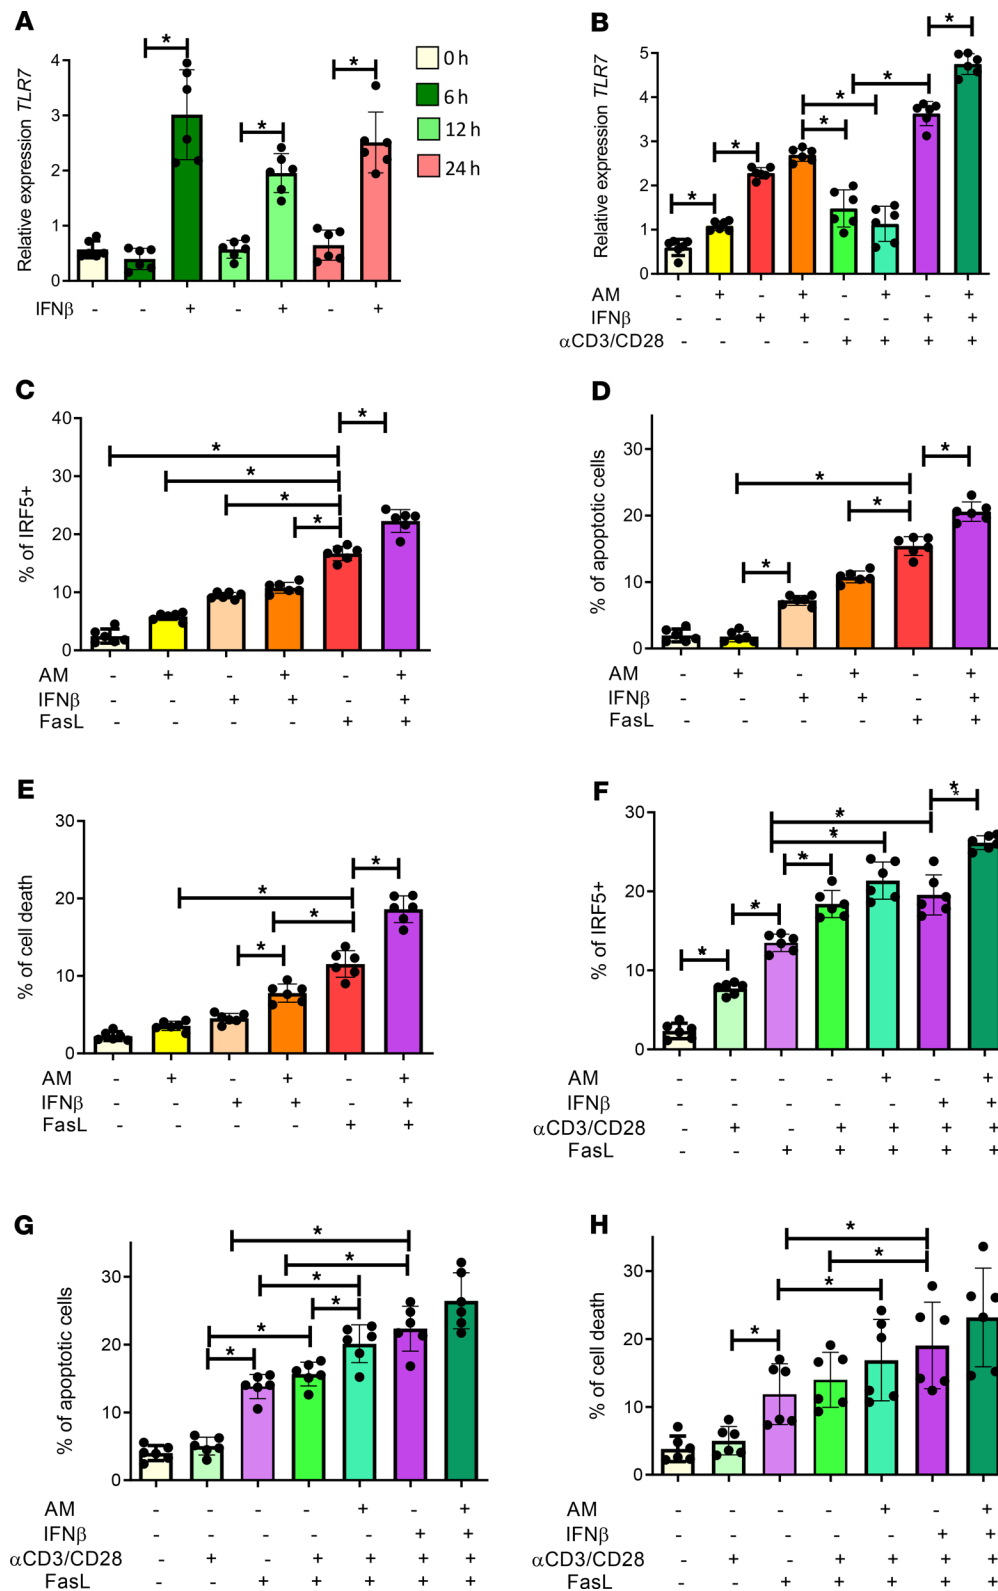 A
Relative expression TLR7
4
3
2
1
0
* * *
0 h
6 h
12 h
24 h
IFNβ - - + - + - +
B
Relative expression TLR7
5
4
3
2
1
0
* * * * * *
AM - + - + - + - +
IFNβ - - + + - - + +
αCD3/CD28 - - - - + + + +
C
% of IRF5+
40
30
20
10
0
* * * * *
AM - + - + - +
IFNβ - - + + - +
FasL - - - - + +
D
% of apoptotic cells
30
20
10
0
* * * *
AM - + - + - +
IFNβ - - + + - +
FasL - - - - + +
E
% of cell death
30
20
10
0
* * * *
AM - + - + - +
IFNβ - - + + - +
FasL - - - - + +
F
% of IRF5+
30
20
10
0
* * * * * * *
AM - - - - + - +
IFNβ - - - - - + +
αCD3/CD28 - + - + + + +
FasL - - + + + + +
G
% of apoptotic cells
30
20
10
0
* * * * * *
AM - - - - + - +
IFNβ - - - - - + +
αCD3/CD28 - + - + + + +
FasL - - + + + + +
H
% of cell death
30
20
10
0
* * * *
AM - - - - + - +
IFNβ - - - - - + +
αCD3/CD28 - + - + + + +
FasL - - + + + + +